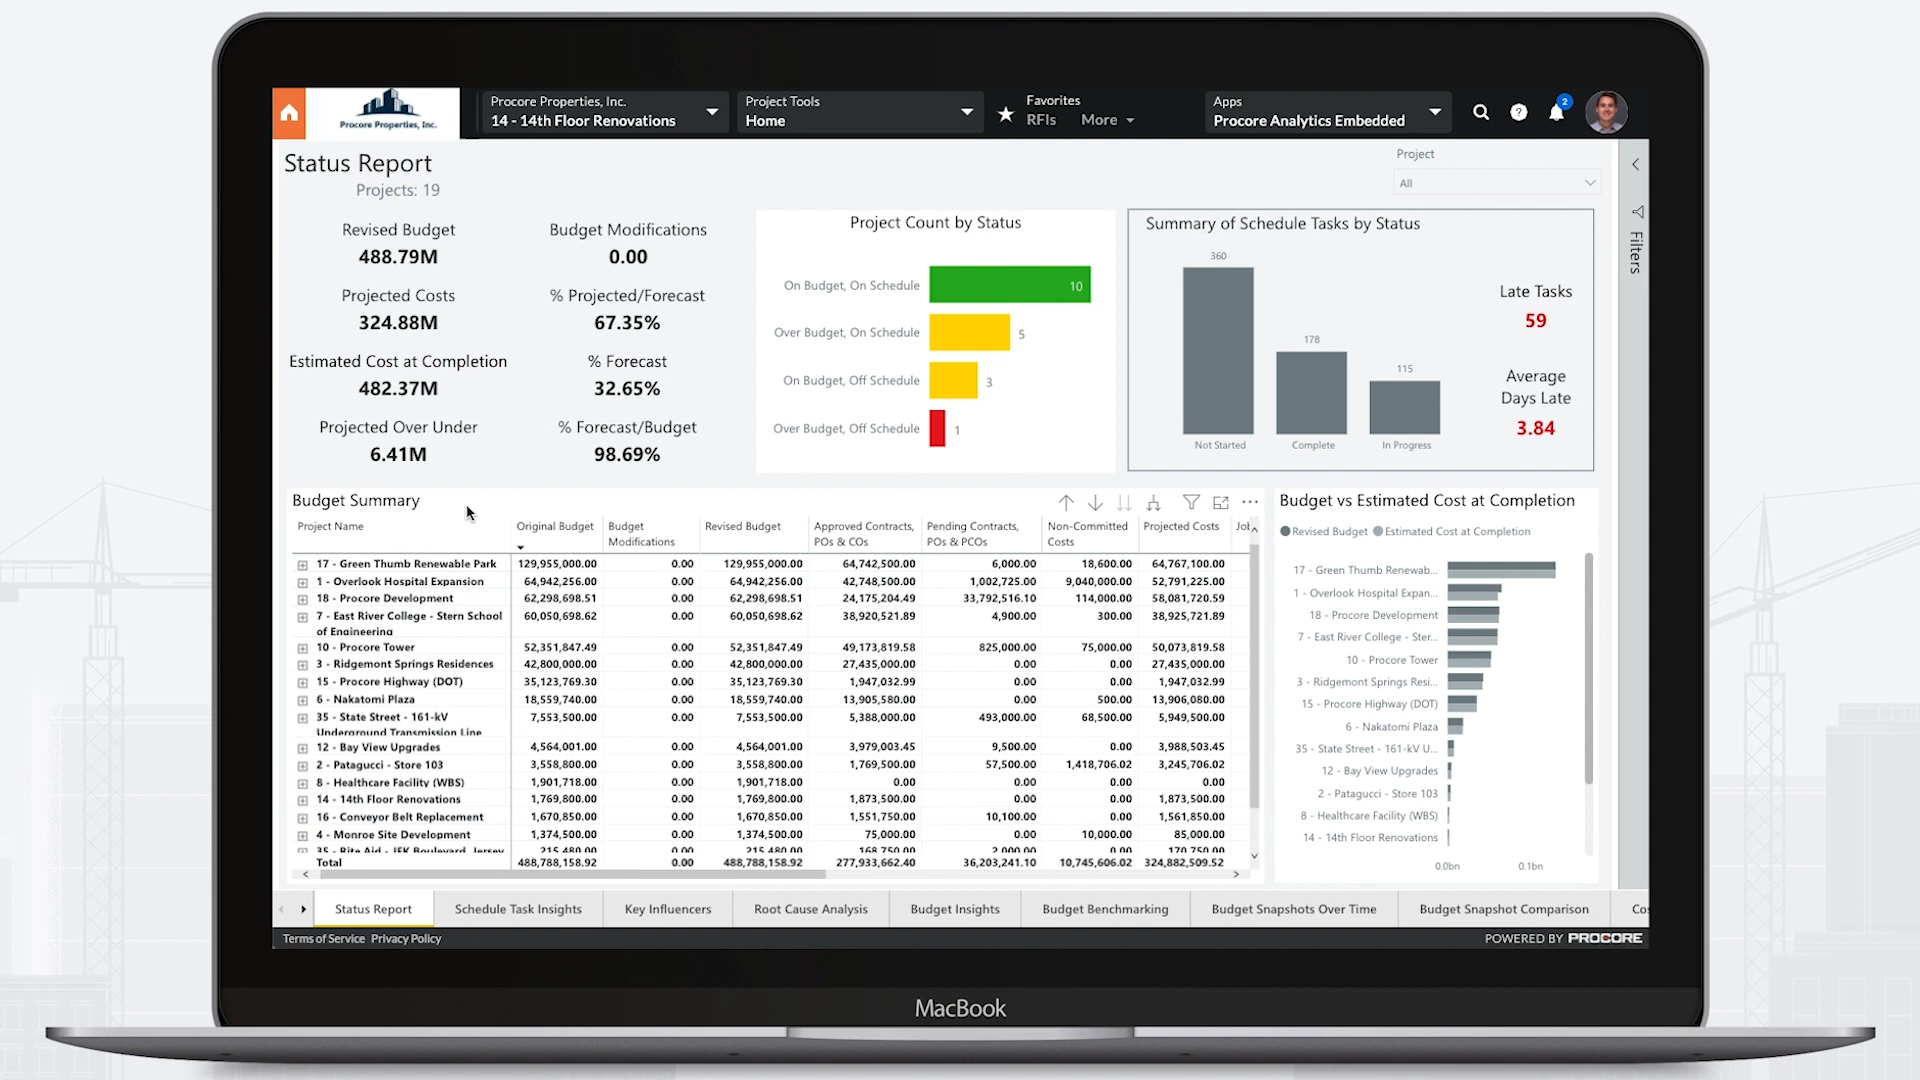 Procore Properties, Inc.
Procore Properties, Inc.
14 - 14th Floor Renovations
Project Tools
Home
Favorites
RFIs
More
Apps
Procore Analytics Embedded
2
Status Report
Projects: 19
Project
All
Filters
Revised Budget
488.79M
Budget Modifications
0.00
Projected Costs
324.88M
% Projected/Forecast
67.35%
Estimated Cost at Completion
482.37M
% Forecast
32.65%
Projected Over Under
6.41M
% Forecast/Budget
98.69%
Project Count by Status
On Budget, On Schedule 10
Over Budget, On Schedule 5
On Budget, Off Schedule 3
Over Budget, Off Schedule 1
Summary of Schedule Tasks by Status
360
178
115
Not Started Complete In Progress
Late Tasks
59
Average
Days Late
3.84
Budget Summary
Project Name Original Budget Budget Modifications Revised Budget Approved Contracts, POs & COs Pending Contracts, POs & PCOs Non-Committed Costs Projected Costs
17 - Green Thumb Renewable Park 129,955,000.00 0.00 129,955,000.00 64,742,500.00 6,000.00 18,600.00 64,767,100.00
1 - Overlook Hospital Expansion 64,942,256.00 0.00 64,942,256.00 42,748,500.00 1,002,725.00 9,040,000.00 52,791,225.00
18 - Procore Development 62,298,698.51 0.00 62,298,698.51 24,175,204.49 33,792,516.10 114,000.00 58,081,720.59
7 - East River College - Stern School 60,050,698.62 0.00 60,050,698.62 38,920,521.89 4,900.00 300.00 38,925,721.89
of Engineering
10 - Procore Tower 52,351,847.49 0.00 52,351,847.49 49,173,819.58 825,000.00 75,000.00 50,073,819.58
3 - Ridgemont Springs Residences 42,800,000.00 0.00 42,800,000.00 27,435,000.00 0.00 0.00 27,435,000.00
15 - Procore Highway (DOT) 35,123,769.30 0.00 35,123,769.30 1,947,032.99 0.00 0.00 1,947,032.99
6 - Nakatomi Plaza 18,559,740.00 0.00 18,559,740.00 13,905,580.00 0.00 500.00 13,906,080.00
35 - State Street - 161-kV 7,553,500.00 0.00 7,553,500.00 5,388,000.00 493,000.00 68,500.00 5,949,500.00
Underground Transmission Line
12 - Bay View Upgrades 4,564,001.00 0.00 4,564,001.00 3,979,003.45 9,500.00 0.00 3,988,503.45
2 - Patagucci - Store 103 3,558,800.00 0.00 3,558,800.00 1,769,500.00 57,500.00 1,418,706.02 3,245,706.02
8 - Healthcare Facility (WBS) 1,901,718.00 0.00 1,901,718.00 0.00 0.00 0.00 0.00
14 - 14th Floor Renovations 1,769,800.00 0.00 1,769,800.00 1,873,500.00 0.00 0.00 1,873,500.00
16 - Conveyor Belt Replacement 1,670,850.00 0.00 1,670,850.00 1,551,750.00 10,100.00 0.00 1,561,850.00
4 - Monroe Site Development 1,374,500.00 0.00 1,374,500.00 75,000.00 0.00 10,000.00 85,000.00
35 - Rite Aid - JFK Boulevard, Jersey 215,480.00 0.00 215,480.00 168,750.00 2,000.00 0.00 170,750.00
Total 488,788,158.92 0.00 488,788,158.92 277,933,662.40 36,203,241.10 10,745,606.02 324,882,509.52
Budget vs Estimated Cost at Completion
Revised Budget Estimated Cost at Completion
17 - Green Thumb Renewab...
1 - Overlook Hospital Expan...
18 - Procore Development
7 - East River College - Ster...
10 - Procore Tower
3 - Ridgemont Springs Resi...
15 - Procore Highway (DOT)
6 - Nakatomi Plaza
35 - State Street - 161-kV U...
12 - Bay View Upgrades
2 - Patagucci - Store 103
8 - Healthcare Facility (WBS)
14 - 14th Floor Renovations
0.0bn 0.1bn
Status Report Schedule Task Insights Key Influencers Root Cause Analysis Budget Insights Budget Benchmarking Budget Snapshots Over Time Budget Snapshot Comparison
Terms of Service Privacy Policy
POWERED BY PROCORE
MacBook